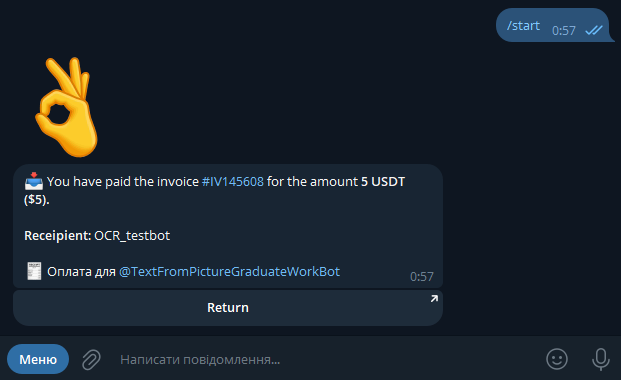 /start
0:57
You have paid the invoice #IV145608 for the amount 5 USDT
($5).
Receipient: OCR_testbot
Оплата для @TextFromPictureGraduateWorkBot
0:57
Return
Меню
Написати повідомлення...